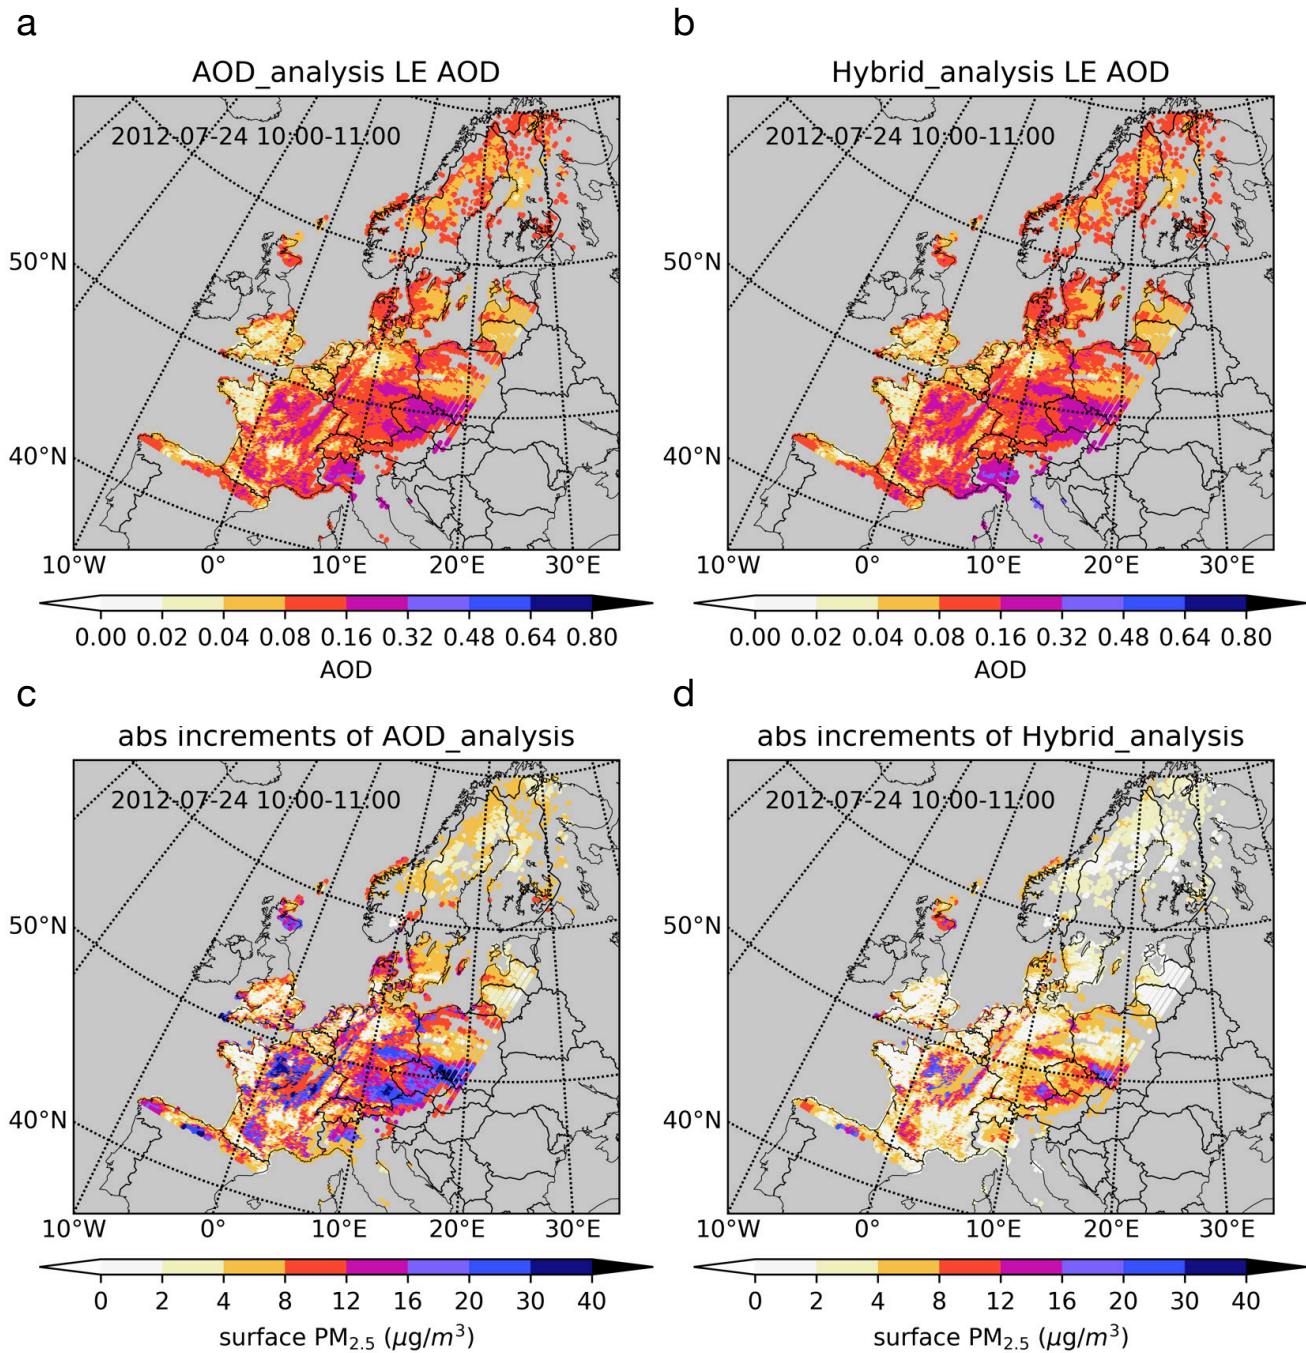 a
b
AOD_analysis LE AOD
Hybrid_analysis LE AOD
2012-07-24 10:00-11:00
2012-07-24 10:00-11:00
50°N
50°N
40°N
40°N
10°W 0° 10°E 20°E 30°E
10°W 0° 10°E 20°E 30°E
0.00 0.02 0.04 0.08 0.16 0.32 0.48 0.64 0.80
0.00 0.02 0.04 0.08 0.16 0.32 0.48 0.64 0.80
AOD
AOD
c
d
abs increments of AOD_analysis
abs increments of Hybrid_analysis
2012-07-24 10:00-11:00
2012-07-24 10:00-11:00
50°N
50°N
40°N
40°N
10°W 0° 10°E 20°E 30°E
10°W 0° 10°E 20°E 30°E
0 2 4 8 12 16 20 30 40
0 2 4 8 12 16 20 30 40
surface PM₂.₅ (μg/m³)
surface PM₂.₅ (μg/m³)